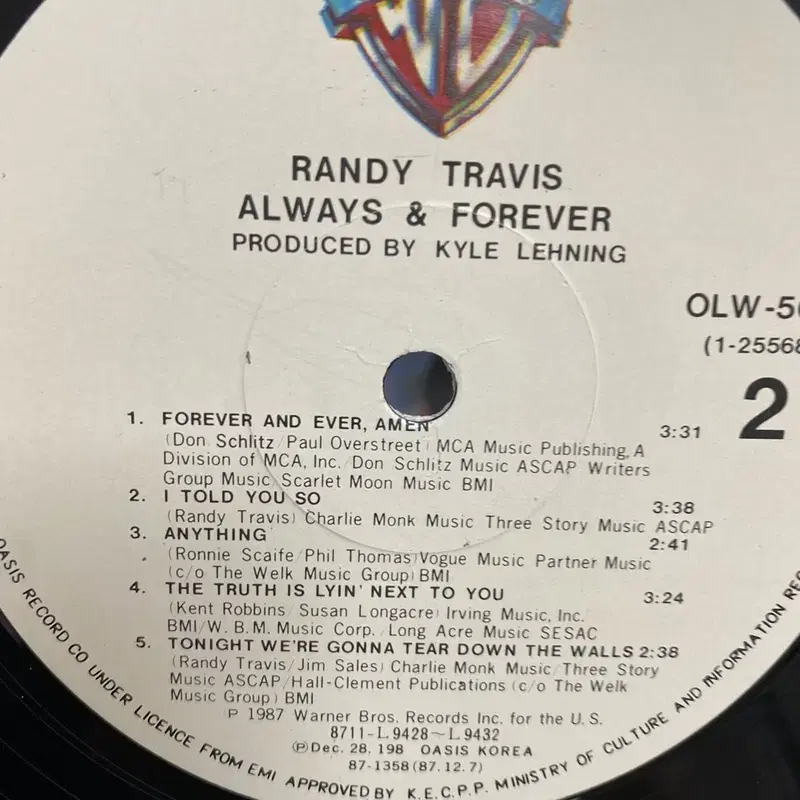 RANDY TRAVIS
ALWAYS & FOREVER
PRODUCED BY KYLE LEHNING
OLW-5
(1-25568
2
1. FOREVER AND EVER, AMEN 3:31
(Don Schlitz/Paul Overstreet) MCA Music Publishing, A
Division of MCA, Inc./Don Schlitz Music ASCAP Writers
Group Music/Scarlet Moon Music BMI
2. I TOLD YOU SO 3:38
(Randy Travis) Charlie Monk Music/Three Story Music ASCAP
3. ANYTHING 2:41
(Ronnie Scaife/Phil Thomas) Vogue Music/Partner Music
(c/o The Welk Music Group) BMI
4. THE TRUTH IS LYIN' NEXT TO YOU 3:24
(Kent Robbins/Susan Longacre) Irving Music, Inc.
BMI/W.B.M. Music Corp./Long Acre Music SESAC
5. TONIGHT WE'RE GONNA TEAR DOWN THE WALLS 2:38
(Randy Travis/Jim Sales) Charlie Monk Music/Three Story
Music ASCAP/Hall-Clement Publications (c/o The Welk
Music Group) BMI
℗ 1987 Warner Bros. Records Inc. for the U.S.
8711-L.9428~L.9432
℗Dec. 28. 198 OASIS KOREA
87-1358 (87.12.7)
OASIS RECORD CO UNDER LICENCE FROM EMI APPROVED BY K.E.C.P.P. MINISTRY OF CULTURE AND INFORMATION REC